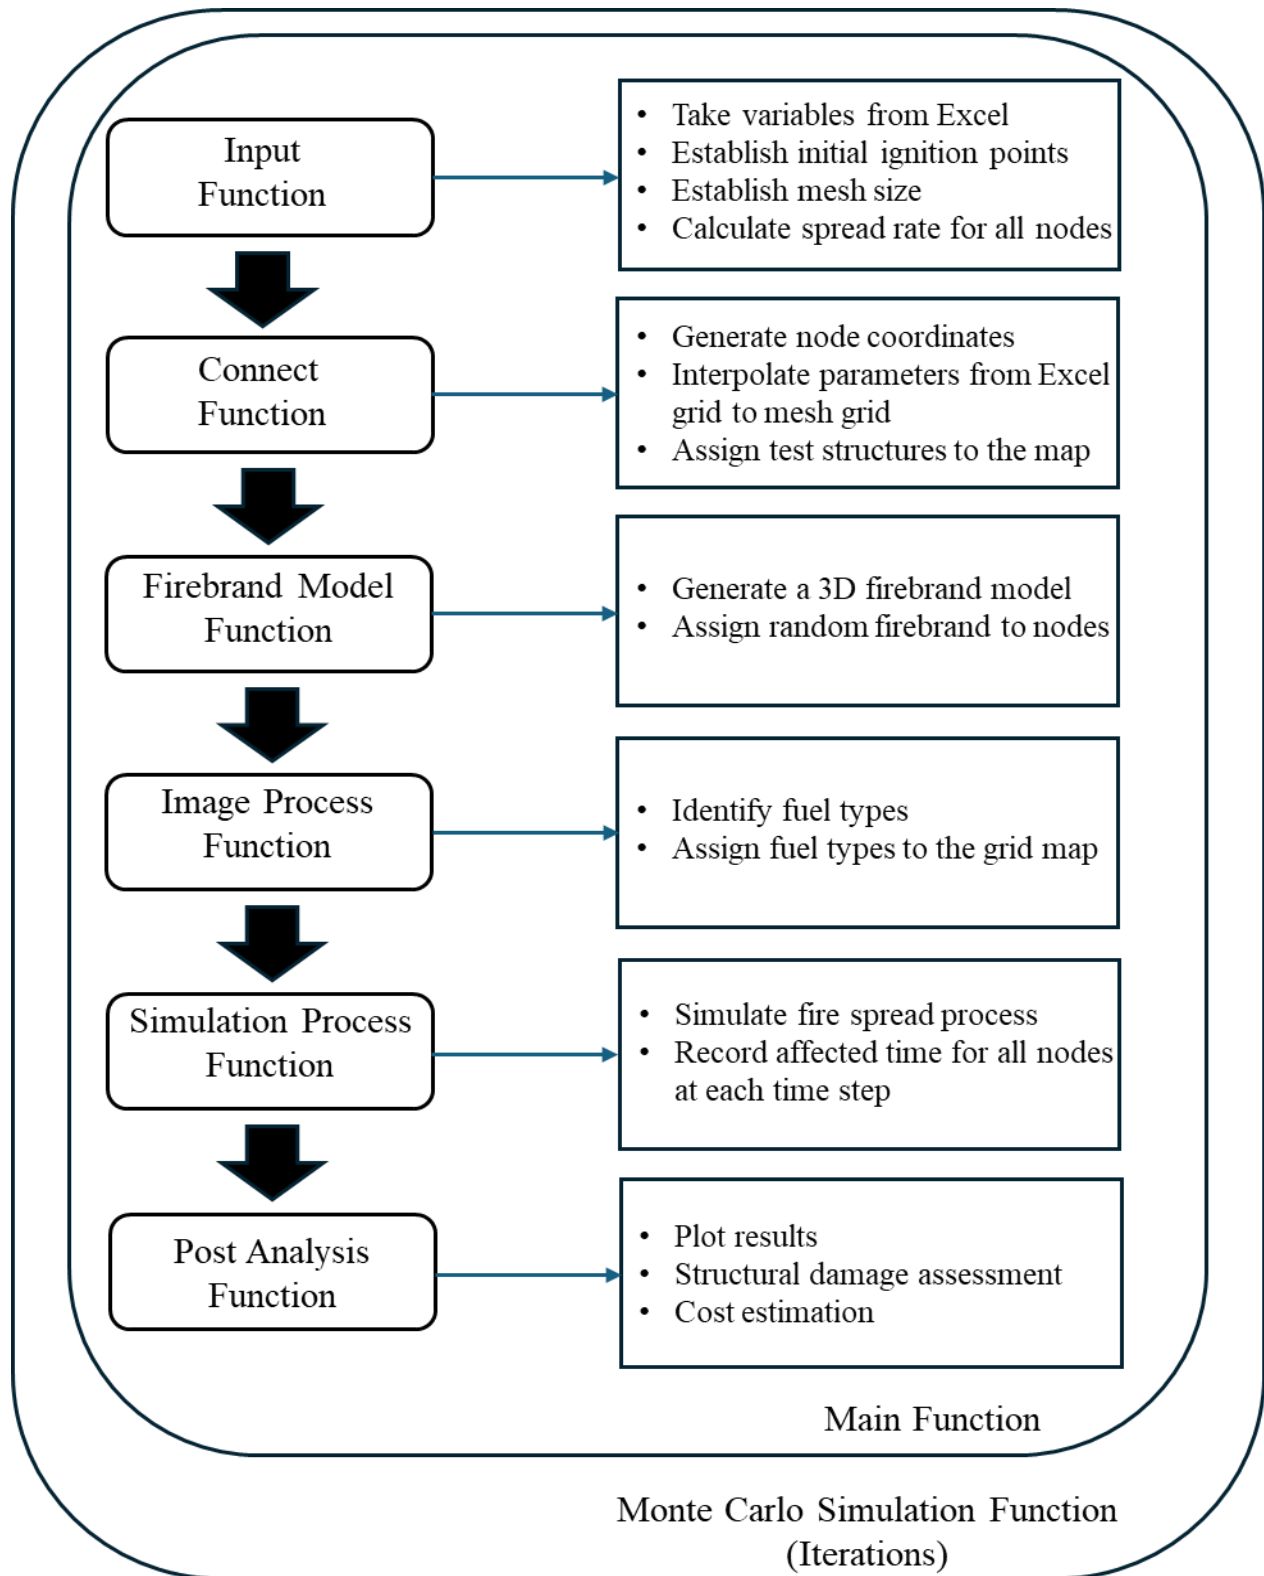 Input
Function
• Take variables from Excel
• Establish initial ignition points
• Establish mesh size
• Calculate spread rate for all nodes
Connect
Function
• Generate node coordinates
• Interpolate parameters from Excel
grid to mesh grid
• Assign test structures to the map
Firebrand Model
Function
• Generate a 3D firebrand model
• Assign random firebrand to nodes
Image Process
Function
• Identify fuel types
• Assign fuel types to the grid map
Simulation Process
Function
• Simulate fire spread process
• Record affected time for all nodes
at each time step
Post Analysis
Function
• Plot results
• Structural damage assessment
• Cost estimation
Main Function
Monte Carlo Simulation Function
(Iterations)